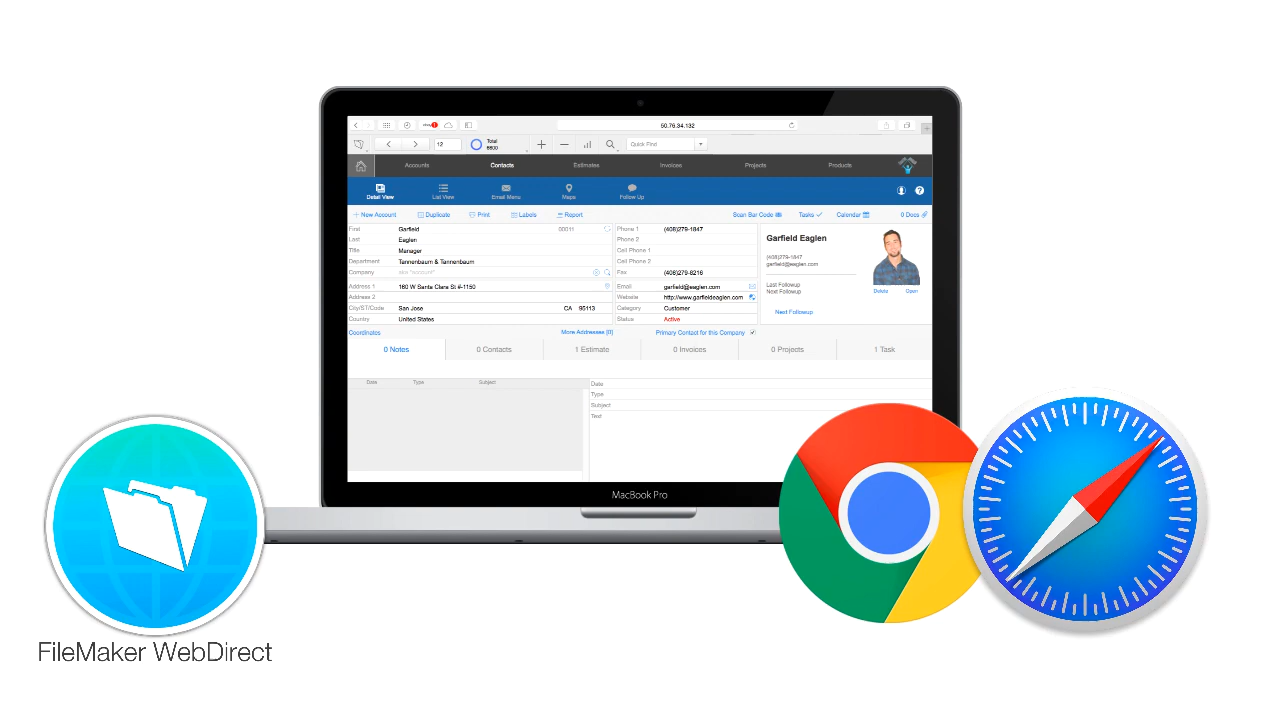 50.76.34.132
12
Total
6600
Quick Find
Accounts Contacts Estimates Invoices Projects Products
Detail View List View Email Menu Maps Follow Up
New Account Duplicate Print Labels Report Scan Bar Code Tasks Calendar 0 Docs
First Garfield 00011 Phone 1 (408)279-1847
Last Eaglen Phone 2
Title Manager Cell Phone 1
Department Tannenbaum & Tannenbaum Cell Phone 2
Company aka "account" Fax (408)279-8216
Address 1 160 W Santa Clara St #-1150 Email garfield@eaglen.com
Address 2 Website http://www.garfieldeaglen.com
City/ST/Code San Jose CA 95113 Category Customer
Country United States Status Active
Garfield Eaglen
(408)279-1847
garfield@eaglen.com
Last Followup
Next Followup
Next Followup
Delete Open
Coordinates More Addresses [0] Primary Contact for this Company
0 Notes 0 Contacts 1 Estimate 0 Invoices 0 Projects 1 Task
Date Type Subject
Date
Type
Subject
Text
MacBook Pro
FileMaker WebDirect